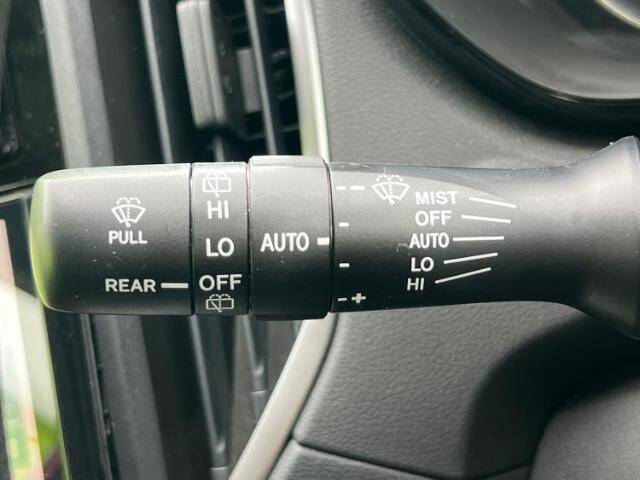 PULL
REAR
HI
LO
OFF
AUTO
- +
MIST
OFF
AUTO
LO
HI